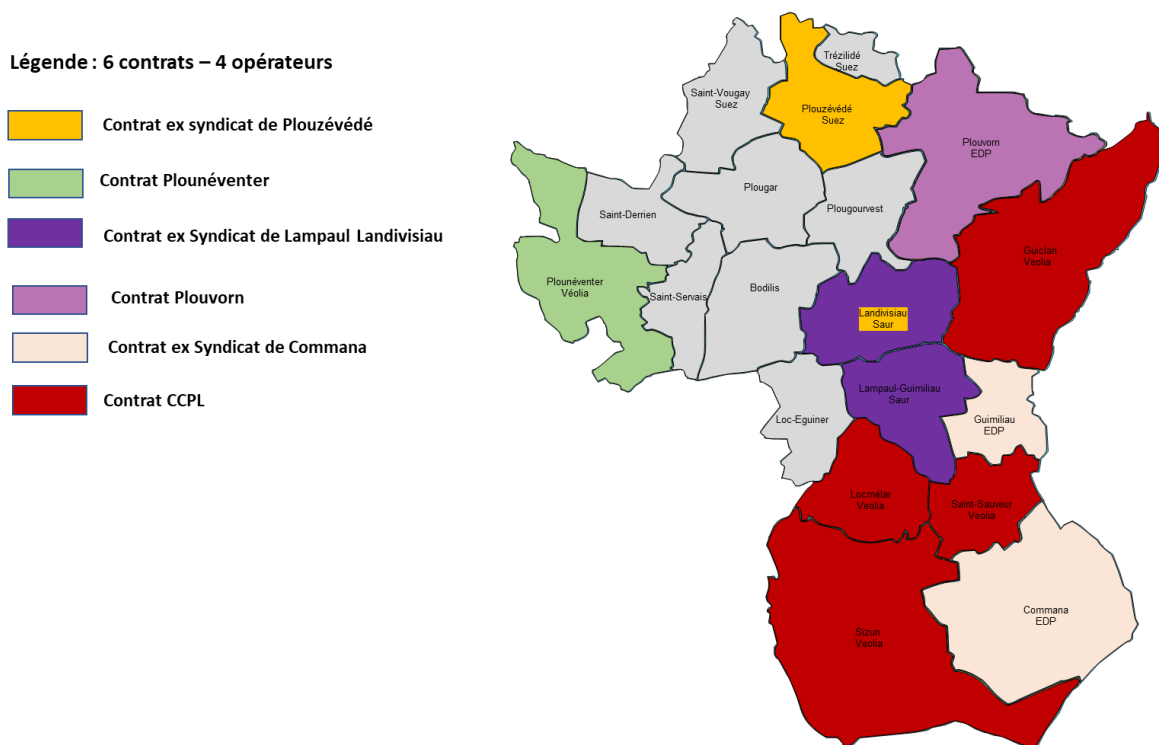 Légende : 6 contrats – 4 opérateurs
Contrat ex syndicat de Plouzévédé
Contrat Plounéventer
Contrat ex Syndicat de Lampaul Landivisiau
Contrat Plouvorn
Contrat ex Syndicat de Commana
Contrat CCPL
Trézilidé
Suez
Saint-Vougay
Suez
Plouzévédé
Suez
Plouvorn
EDP
Plougar
Plougourvest
Saint-Derrien
Guiclan
Veolia
Plounéventer
Véolia
Saint-Servais
Bodilis
Landivisiau
Saur
Lampaul-Guimiliau
Saur
Loc-Eguiner
Guimiliau
EDP
Locmélar
Veolia
Saint-Sauveur
Veolia
Commana
EDP
Sizun
Veolia